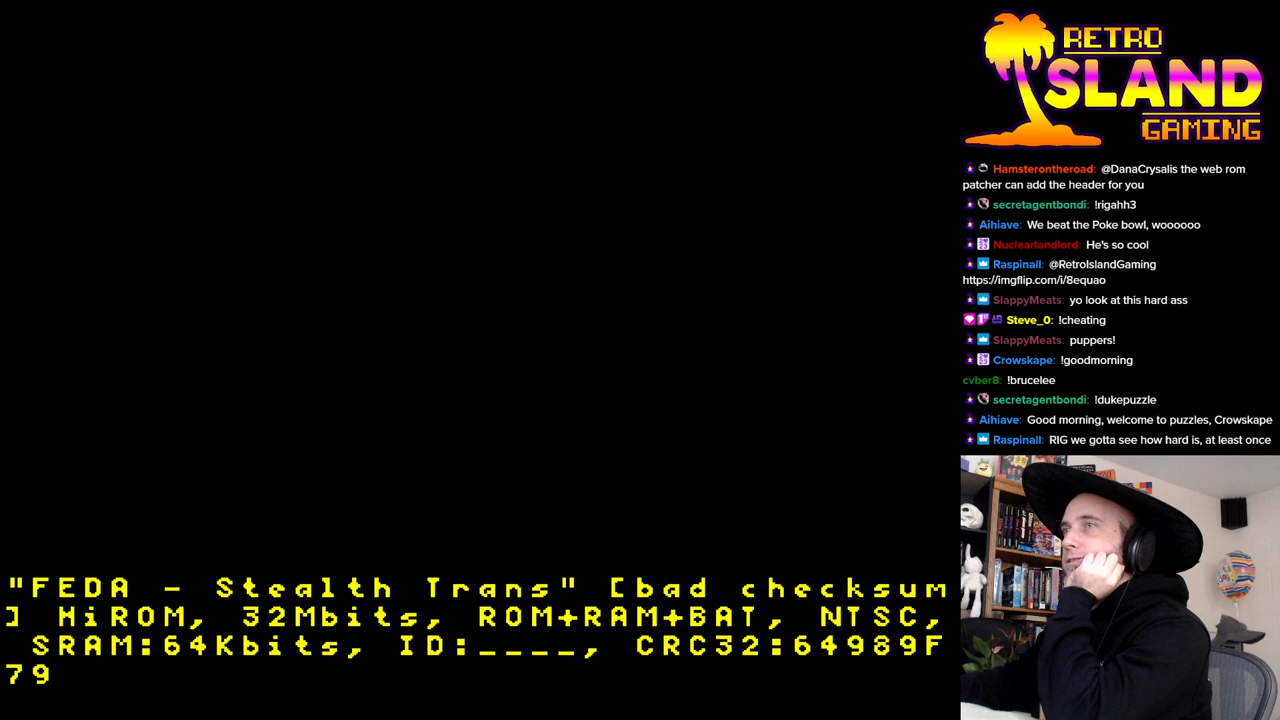 RETRO
ISLAND
GAMING
Hamsterontheroad: @DanaCrysalis the web rom
patcher can add the header for you
secretagentbondi: !rigahh3
Aihiave: We beat the Poke bowl, woooooo
Nuclearlandlord: He's so cool
Raspinall: @RetroIslandGaming
https://imgflip.com/i/8equao
SlappyMeats: yo look at this hard ass
Steve_0: !cheating
SlappyMeats: puppers!
Crowskape: !goodmorning
cvber8: !brucelee
secretagentbondi: !dukepuzzle
Aihiave: Good morning, welcome to puzzles, Crowskape
Raspinall: RIG we gotta see how hard is, at least once
"FEDA - Stealth Trans" [bad checksum
] HiROM, 32Mbits, ROM+RAM+BAT, NTSC,
SRAM:64Kbits, ID:____, CRC32:64989F
79